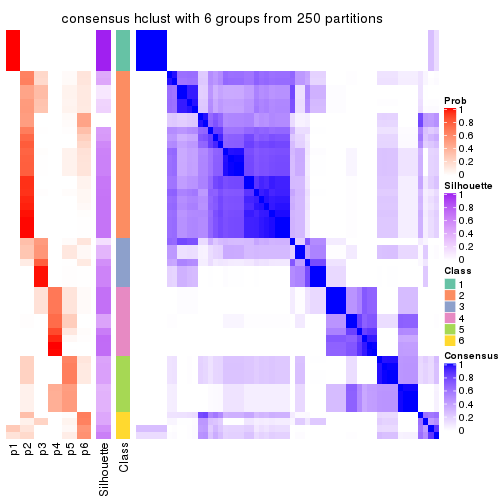 consensus hclust with 6 groups from 250 partitions
Prob
1
0.8
0.6
0.4
0.2
0
Silhouette
1
0.8
0.6
0.4
0.2
0
Class
1
2
3
4
5
6
Consensus
1
0.8
0.6
0.4
0.2
0
p1
p2
p3
p4
p5
p6
Silhouette
Class